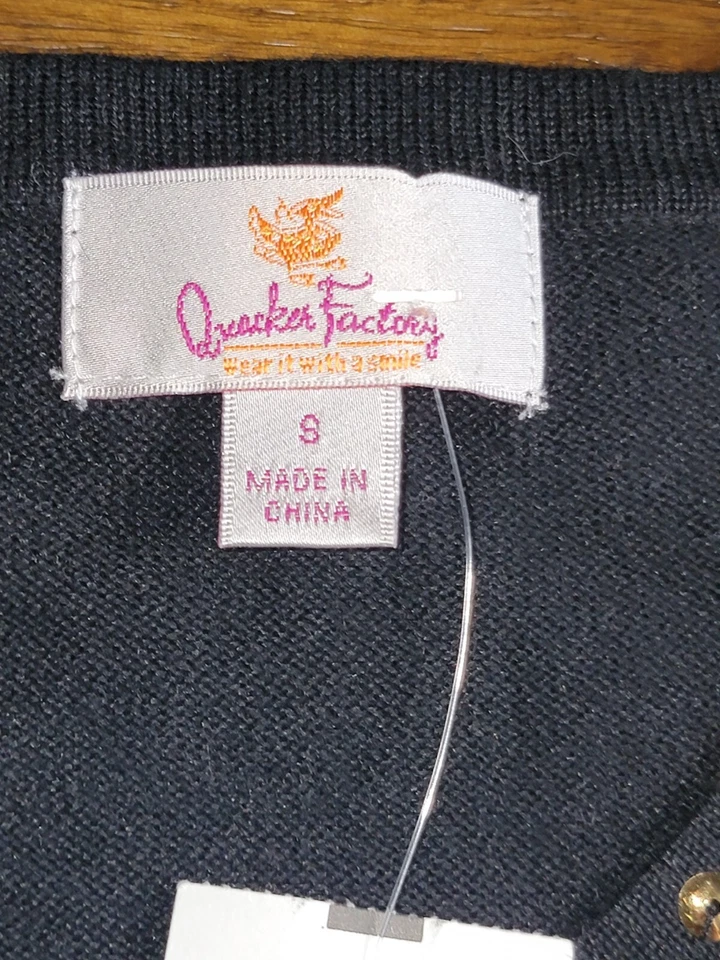 Quacker Factory
wear it with a smile
S
MADE IN
CHINA